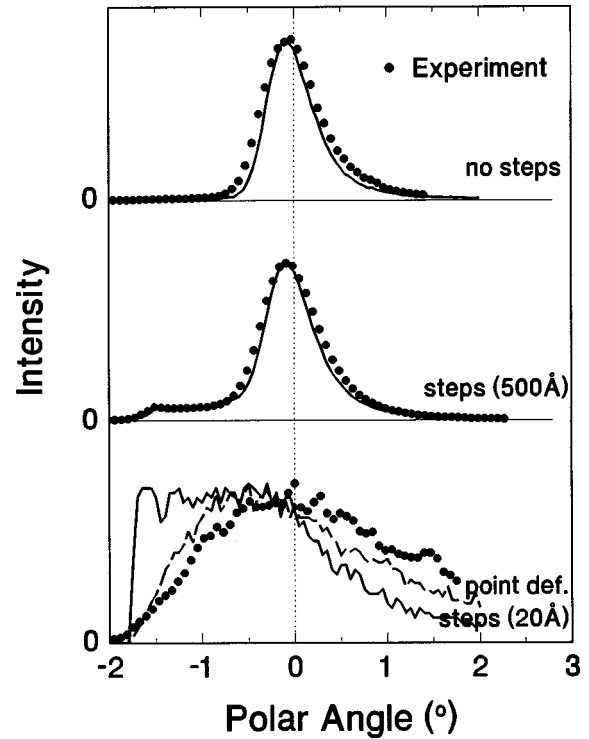 Experiment
no steps
0
steps (500Å)
0
point def.
steps (20Å)
0
-2 -1 0 1 2 3
Polar Angle (°)
Intensity